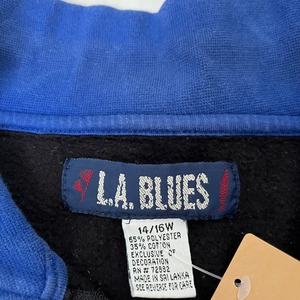 L.A. BLUES
14/16W
65% POLYESTER
35% COTTON
EXCLUSIVE OF
DECORATION
RN # 72882
MADE IN SRI LANKA
SEE REVERSE FOR CARE